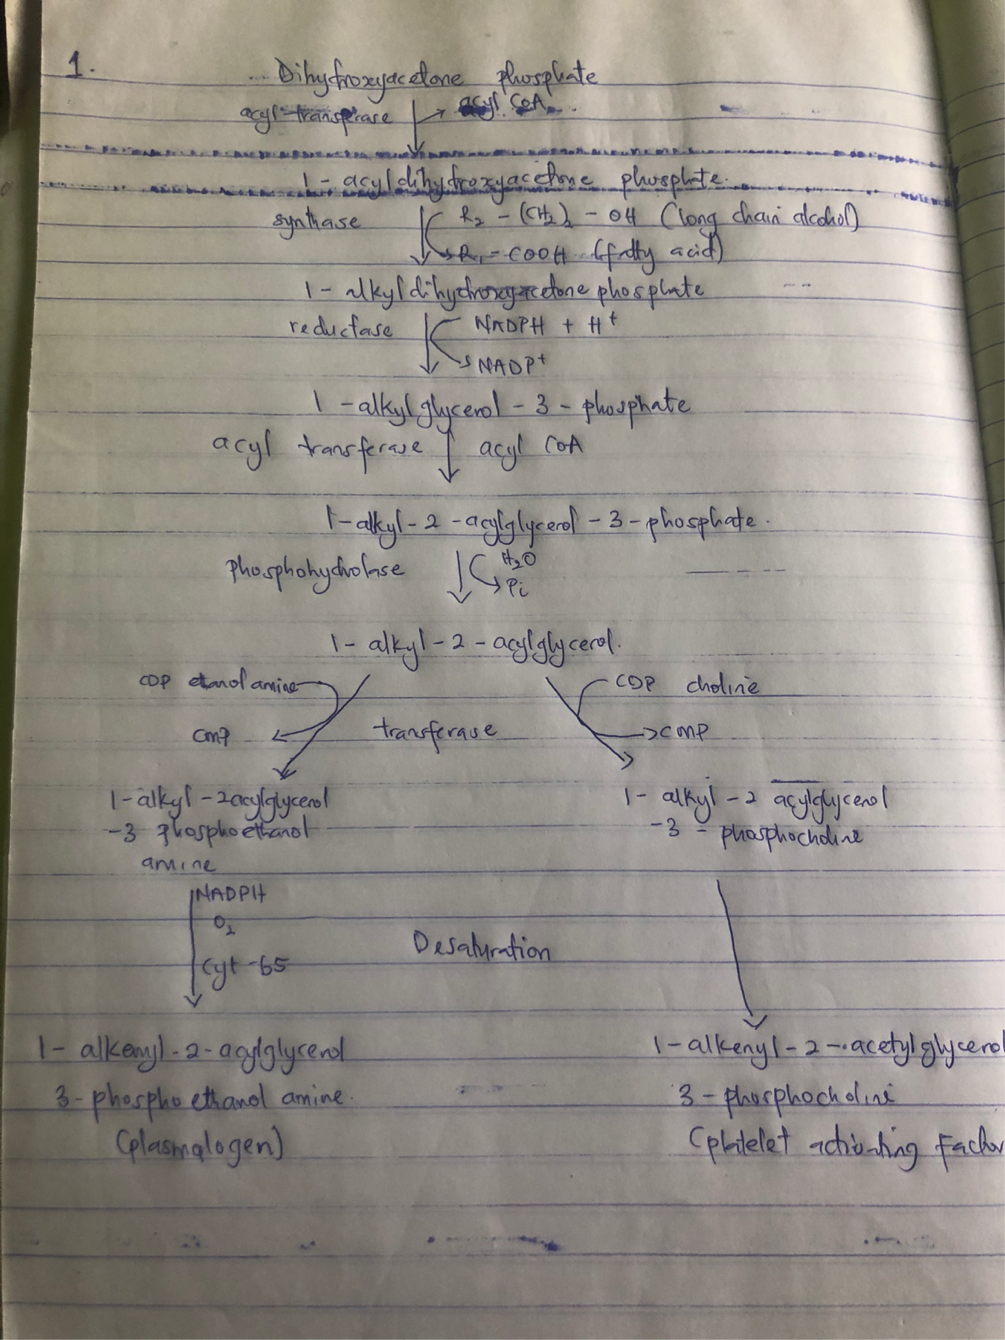 1.
Dihydroxyacetone phosphate
acyl transferase acyl CoA
1 - acyldihydroxyacetone phosphate.
synthase R2 - (CH2)2 - OH (long chain alcohol)
R1 - COOH (fatty acid)
1 - alkyldihydroxyacetone phosphate
reductase NADPH + H+
NADP+
1 - alkylglycerol - 3 - phosphate
acyl transferase acyl CoA
1-alkyl-2-acylglycerol-3-phosphate.
phosphohydrolase H2O
Pi
1-alkyl-2-acylglycerol.
CDP etanolamine CDP choline
CMP transferase CMP
1-alkyl-2acylglycerol 1-alkyl-2 acylglycerol
-3 phosphoethanol -3 - phosphocholine
amine
NADPH
O2
Desaturation
Cyt-b5
1-alkenyl-2-acylglycerol 1-alkenyl-2-acetylglycerol
3-phosphoethanol amine. 3-phosphocholine
(plasmalogen) (platelet activating Factor